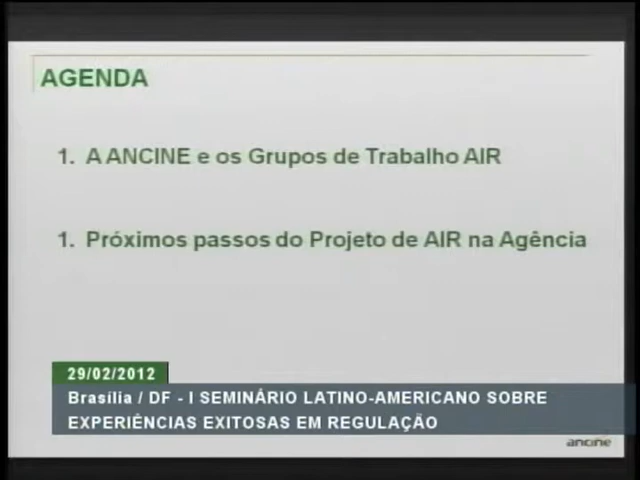 AGENDA
1. A ANCINE e os Grupos de Trabalho AIR
1. Próximos passos do Projeto de AIR na Agência
29/02/2012
Brasília / DF - I SEMINÁRIO LATINO-AMERICANO SOBRE
EXPERIÊNCIAS EXITOSAS EM REGULAÇÃO
ancine